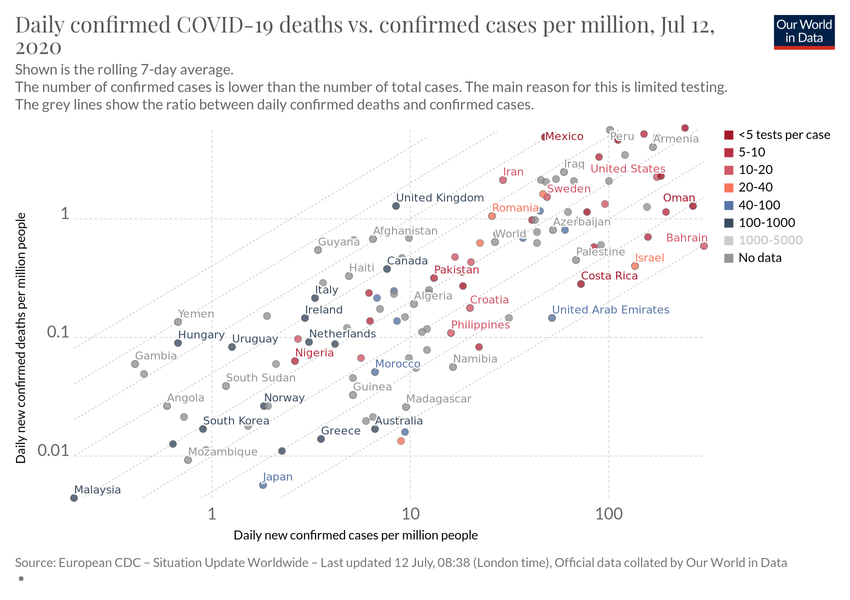 Daily confirmed COVID-19 deaths vs. confirmed cases per million, Jul 12,
2020
Our World
in Data
Shown is the rolling 7-day average.
The number of confirmed cases is lower than the number of total cases. The main reason for this is limited testing.
The grey lines show the ratio between daily confirmed deaths and confirmed cases.
<5 tests per case
5-10
10-20
20-40
40-100
100-1000
1000-5000
No data
Daily new confirmed deaths per million people
1
0.1
0.01
Mexico
Peru
Armenia
Iran
Iraq
United States
Sweden
United Kingdom
Oman
Romania
Azerbaijan
Guyana
Afghanistan
World
Bahrain
Palestine
Israel
Haiti
Canada
Pakistan
Costa Rica
Italy
Algeria
Croatia
Yemen
Ireland
United Arab Emirates
Hungary
Uruguay
Netherlands
Philippines
Gambia
Nigeria
Morocco
Namibia
South Sudan
Guinea
Angola
Norway
Madagascar
South Korea
Greece
Australia
Mozambique
Japan
Malaysia
1
10
100
Daily new confirmed cases per million people
Source: European CDC – Situation Update Worldwide – Last updated 12 July, 08:38 (London time), Official data collated by Our World in Data